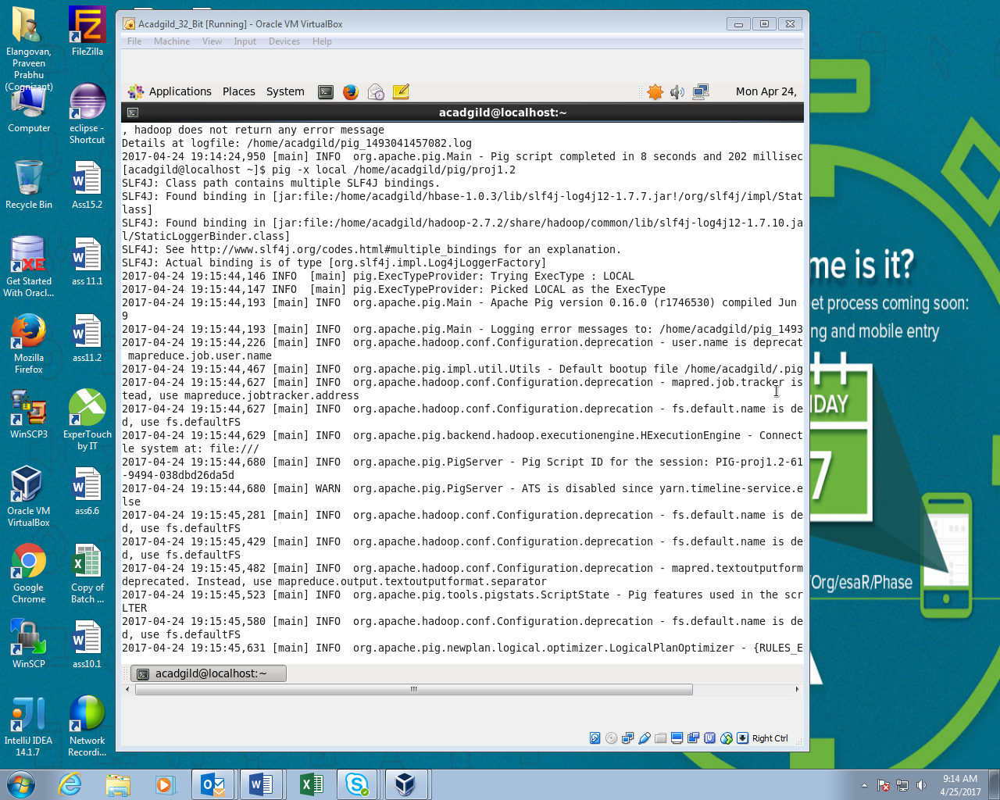 Elangovan,
Praveen
Prabhu
(Cognizant)
FileZilla
Computer
eclipse -
Shortcut
Recycle Bin
Ass15.2
Get Started
With Oracl...
ass 11.1
Mozilla
Firefox
ass11.2
WinSCP3
ExperTouch
by IT
Oracle VM
VirtualBox
ass6.6
Google
Chrome
Copy of
Batch ...
WinSCP
ass10.1
IntelliJ IDEA
14.1.7
Network
Recordi...
Acadgild_32_Bit [Running] - Oracle VM VirtualBox
File Machine View Input Devices Help
Applications Places System Mon Apr 24,
acadgild@localhost:~
, hadoop does not return any error message
Details at logfile: /home/acadgild/pig_1493041457082.log
2017-04-24 19:14:24,950 [main] INFO  org.apache.pig.Main - Pig script completed in 8 seconds and 202 millisec
[acadgild@localhost ~]$ pig -x local /home/acadgild/pig/proj1.2
SLF4J: Class path contains multiple SLF4J bindings.
SLF4J: Found binding in [jar:file:/home/acadgild/hbase-1.0.3/lib/slf4j-log4j12-1.7.7.jar!/org/slf4j/impl/Stat
lass]
SLF4J: Found binding in [jar:file:/home/acadgild/hadoop-2.7.2/share/hadoop/common/lib/slf4j-log4j12-1.7.10.ja
l/StaticLoggerBinder.class]
SLF4J: See http://www.slf4j.org/codes.html#multiple_bindings for an explanation.
SLF4J: Actual binding is of type [org.slf4j.impl.Log4jLoggerFactory]
2017-04-24 19:15:44,146 INFO  [main] pig.ExecTypeProvider: Trying ExecType : LOCAL
2017-04-24 19:15:44,147 INFO  [main] pig.ExecTypeProvider: Picked LOCAL as the ExecType
2017-04-24 19:15:44,193 [main] INFO  org.apache.pig.Main - Apache Pig version 0.16.0 (r1746530) compiled Jun
9
2017-04-24 19:15:44,193 [main] INFO  org.apache.pig.Main - Logging error messages to: /home/acadgild/pig_1493
2017-04-24 19:15:44,226 [main] INFO  org.apache.hadoop.conf.Configuration.deprecation - user.name is deprecat
 mapreduce.job.user.name
2017-04-24 19:15:44,467 [main] INFO  org.apache.pig.impl.util.Utils - Default bootup file /home/acadgild/.pig
2017-04-24 19:15:44,627 [main] INFO  org.apache.hadoop.conf.Configuration.deprecation - mapred.job.tracker is
tead, use mapreduce.jobtracker.address
2017-04-24 19:15:44,627 [main] INFO  org.apache.hadoop.conf.Configuration.deprecation - fs.default.name is de
d, use fs.defaultFS
2017-04-24 19:15:44,629 [main] INFO  org.apache.pig.backend.hadoop.executionengine.HExecutionEngine - Connect
le system at: file:///
2017-04-24 19:15:44,680 [main] INFO  org.apache.pig.PigServer - Pig Script ID for the session: PIG-proj1.2-61
-9494-038dbd26da5d
2017-04-24 19:15:44,680 [main] WARN  org.apache.pig.PigServer - ATS is disabled since yarn.timeline-service.e
lse
2017-04-24 19:15:45,281 [main] INFO  org.apache.hadoop.conf.Configuration.deprecation - fs.default.name is de
d, use fs.defaultFS
2017-04-24 19:15:45,429 [main] INFO  org.apache.hadoop.conf.Configuration.deprecation - fs.default.name is de
d, use fs.defaultFS
2017-04-24 19:15:45,482 [main] INFO  org.apache.hadoop.conf.Configuration.deprecation - mapred.textoutputform
deprecated. Instead, use mapreduce.output.textoutputformat.separator
2017-04-24 19:15:45,523 [main] INFO  org.apache.pig.tools.pigstats.ScriptState - Pig features used in the scr
LTER
2017-04-24 19:15:45,580 [main] INFO  org.apache.hadoop.conf.Configuration.deprecation - fs.default.name is de
d, use fs.defaultFS
2017-04-24 19:15:45,631 [main] INFO  org.apache.pig.newplan.logical.optimizer.LogicalPlanOptimizer - {RULES_E
acadgild@localhost:~
Right Ctrl
me is it?
et process coming soon:
ng and mobile entry
DAY
7
/Org/esaR/Phase
A
9:14 AM
4/25/2017